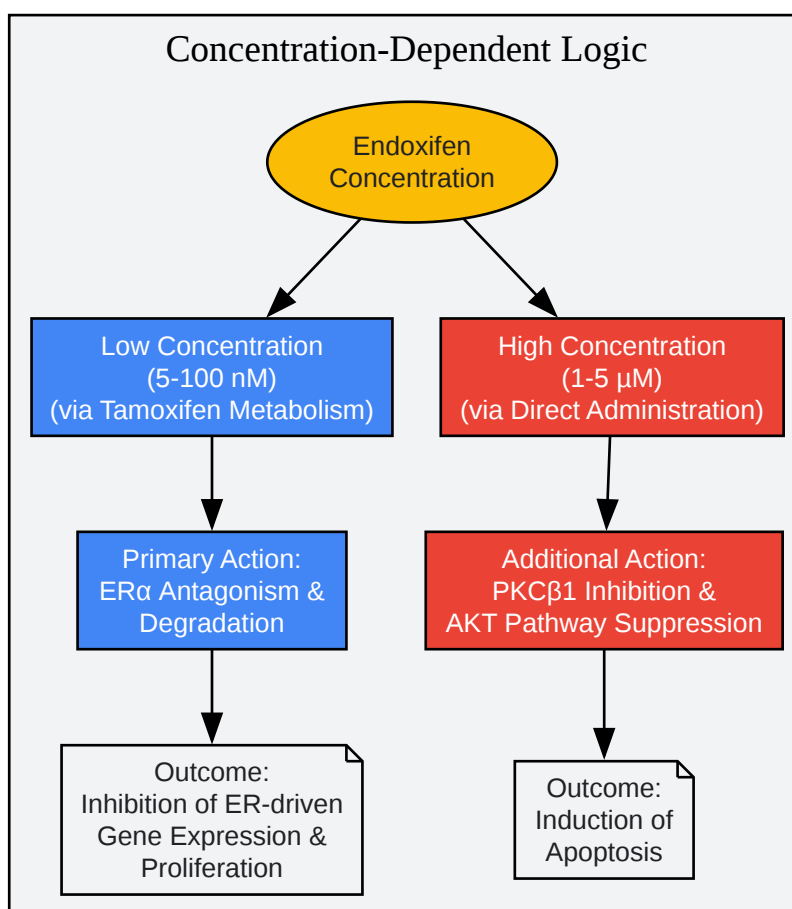 Concentration-Dependent Logic
Endoxifen
Concentration
Low Concentration
(5-100 nM)
(via Tamoxifen Metabolism)
High Concentration
(1-5 µM)
(via Direct Administration)
Primary Action:
ERα Antagonism &
Degradation
Additional Action:
PKCβ1 Inhibition &
AKT Pathway Suppression
Outcome:
Inhibition of ER-driven
Gene Expression &
Proliferation
Outcome:
Induction of
Apoptosis